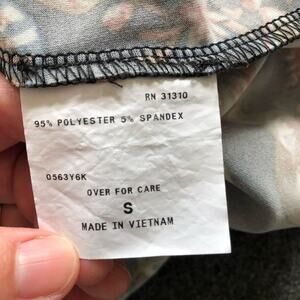 RN 31310
95% POLYESTER 5% SPANDEX
0563Y6K
OVER FOR CARE
S
MADE IN VIETNAM